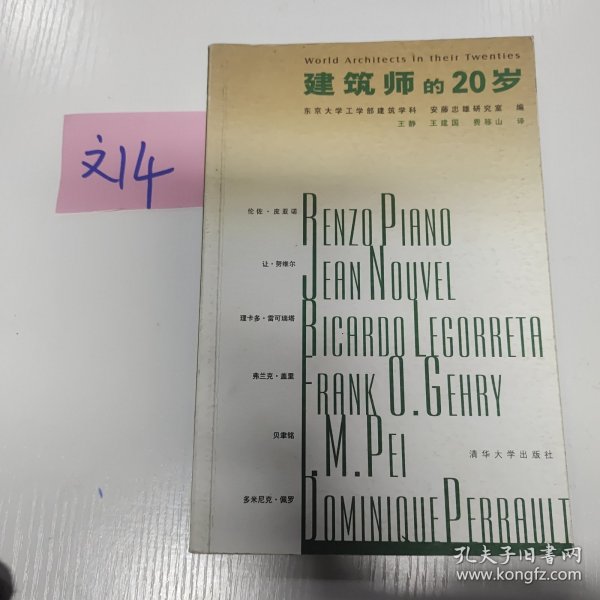 World Architects in Their Twenties
建筑师的20岁
东京大学工学部建筑学科 安藤忠雄研究室 编
王静 王建国 费移山 译
文14
伦佐·皮亚诺
RENZO PIANO
让·努维尔
JEAN NOUVEL
理卡多·雷可瑞塔
RICARDO LEGORRETA
弗兰克·盖里
FRANK O. GEHRY
贝聿铭
I.M.PEI
清华大学出版社
多米尼克·佩罗
DOMINIQUE PERRAULT
孔夫子旧书网
www.kongfz.com